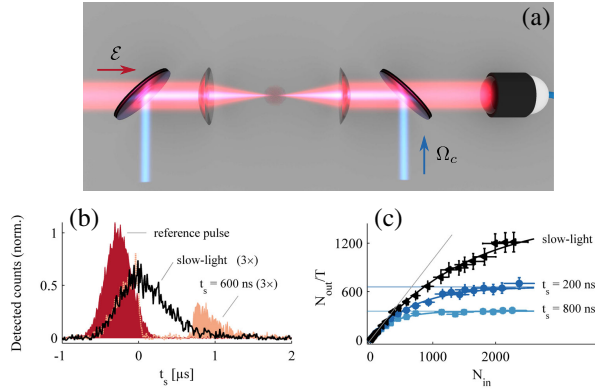 (a)
ℰ
Ω_c
(b)
Detected counts (norm.)
1
0.5
0
reference pulse
slow-light (3×)
t_s = 600 ns (3×)
-1 0 1 2
t_s [µs]
(c)
N_out/T
1200
600
0
slow-light
t_s = 200 ns
t_s = 800 ns
0 1000 2000
N_in